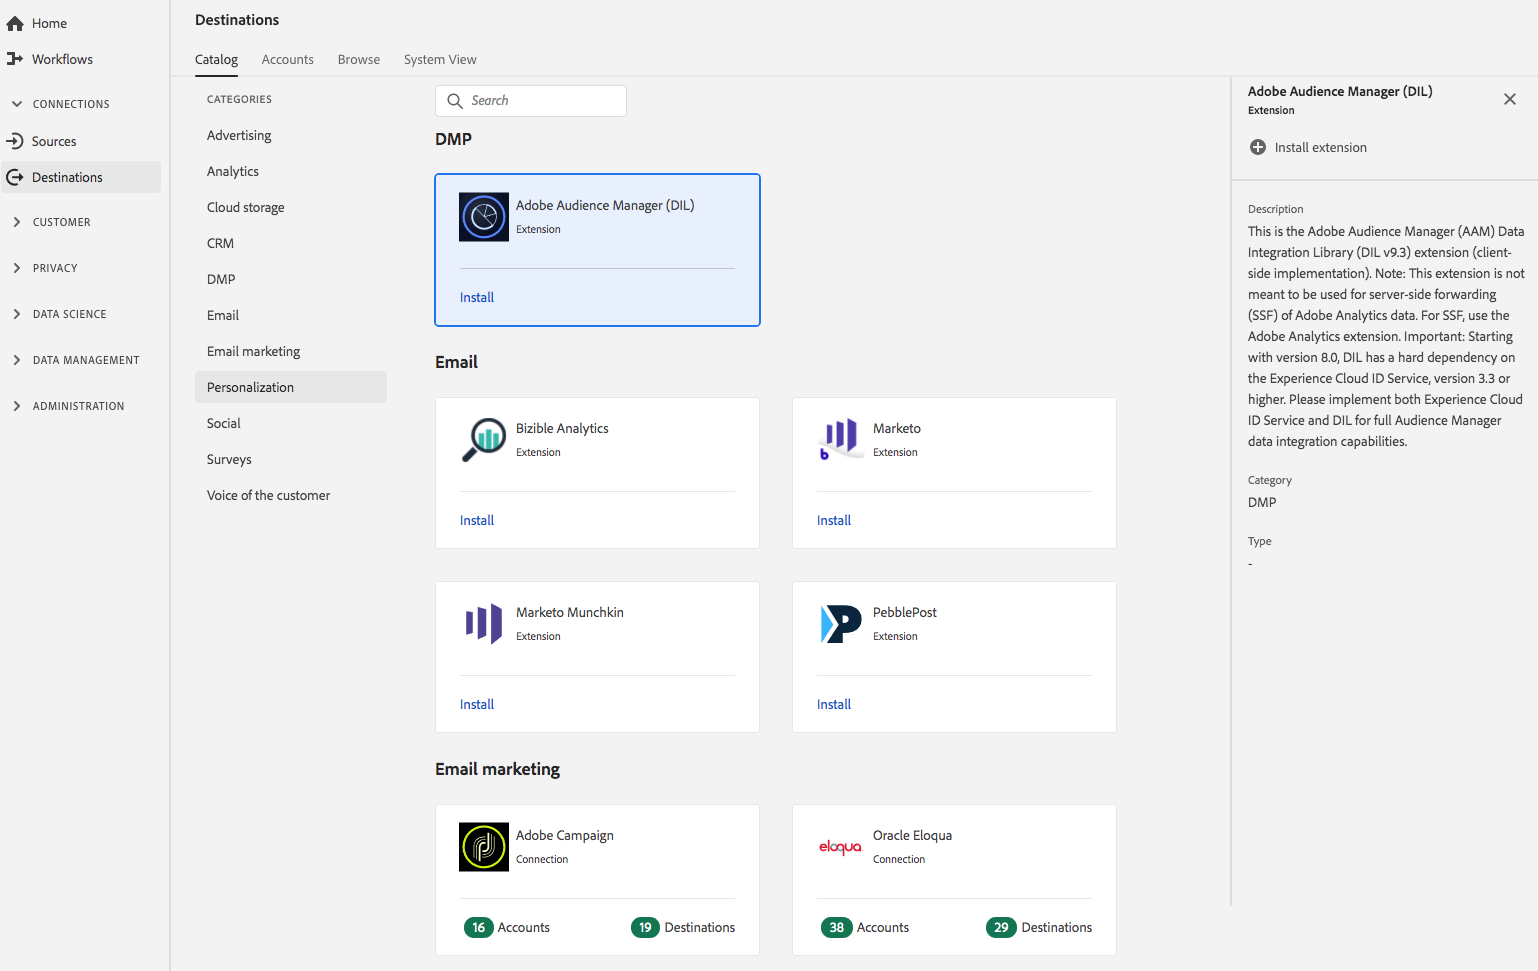 Home
Workflows
CONNECTIONS
Sources
Destinations
CUSTOMER
PRIVACY
DATA SCIENCE
DATA MANAGEMENT
ADMINISTRATION
Destinations
Catalog Accounts Browse System View
CATEGORIES
Advertising
Analytics
Cloud storage
CRM
DMP
Email
Email marketing
Personalization
Social
Surveys
Voice of the customer
Search
DMP
Adobe Audience Manager (DIL)
Extension
Install
Email
Bizible Analytics
Extension
Install
b
Marketo
Extension
Install
Marketo Munchkin
Extension
Install
P
PebblePost
Extension
Install
Email marketing
Adobe Campaign
Connection
16 Accounts 19 Destinations
eloqua
Oracle Eloqua
Connection
38 Accounts 29 Destinations
Adobe Audience Manager (DIL)
Extension
Install extension
Description
This is the Adobe Audience Manager (AAM) Data
Integration Library (DIL v9.3) extension (client-
side implementation). Note: This extension is not
meant to be used for server-side forwarding
(SSF) of Adobe Analytics data. For SSF, use the
Adobe Analytics extension. Important: Starting
with version 8.0, DIL has a hard dependency on
the Experience Cloud ID Service, version 3.3 or
higher. Please implement both Experience Cloud
ID Service and DIL for full Audience Manager
data integration capabilities.
Category
DMP
Type
-